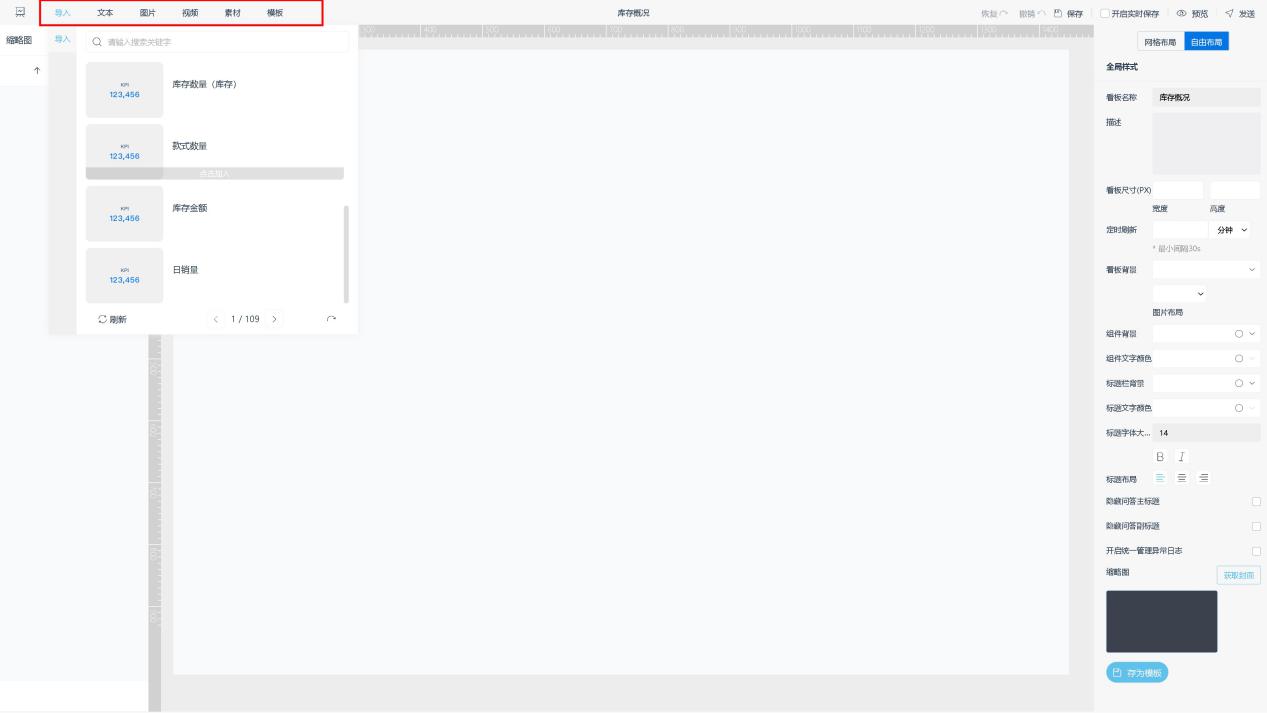 导入 文本 图片 视频 素材 模板 库存概况 恢复 撤销 保存 开启实时保存 预览 发送
缩略图 导入 请输入搜索关键字
KPI
123,456
库存数量（库存）
KPI
123,456
款式数量
点击加入
KPI
123,456
库存金额
KPI
123,456
日销量
刷新 1 / 109
400 500 600 700 800 1000 1100 1200 1300 1400
网格布局 自由布局
全局样式
看板名称 库存概况
描述
看板尺寸(PX)
宽度 高度
定时刷新 分钟
* 最小间隔30s
看板背景
图片布局
组件背景
组件文字颜色
标题栏背景
标题文字颜色
标题字体大... 14
B I
标题布局
隐藏问答主标题
隐藏问答副标题
开启统一管理异常日志
缩略图 获取封面
存为模板